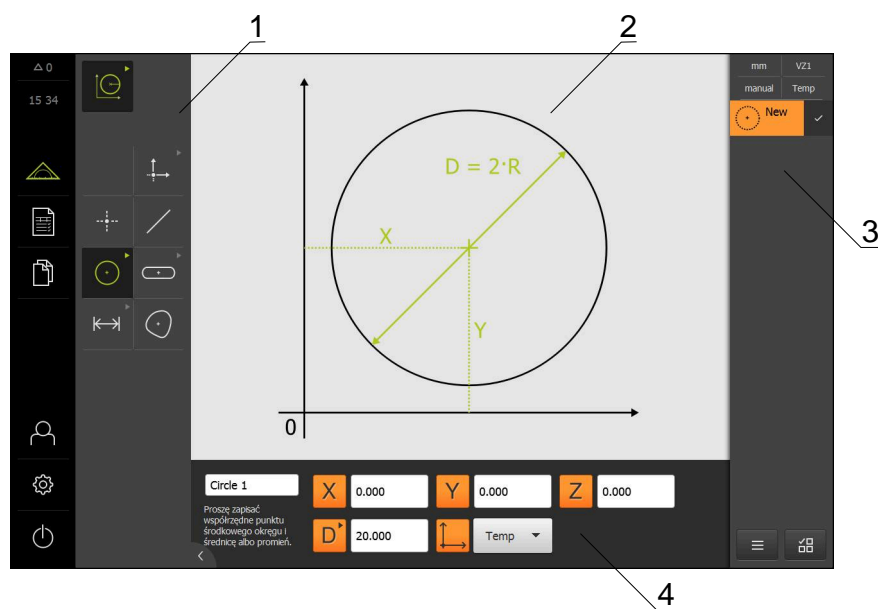 1
2
△ 0
15 34
mm
VZ1
manual
Temp
New
3
D = 2·R
X
Y
0
Circle 1
X
0.000
Y
0.000
Z
0.000
Proszę zapisać
współrzędne punktu
środkowego okręgu i
średnicę albo promień.
D
20.000
Temp
4